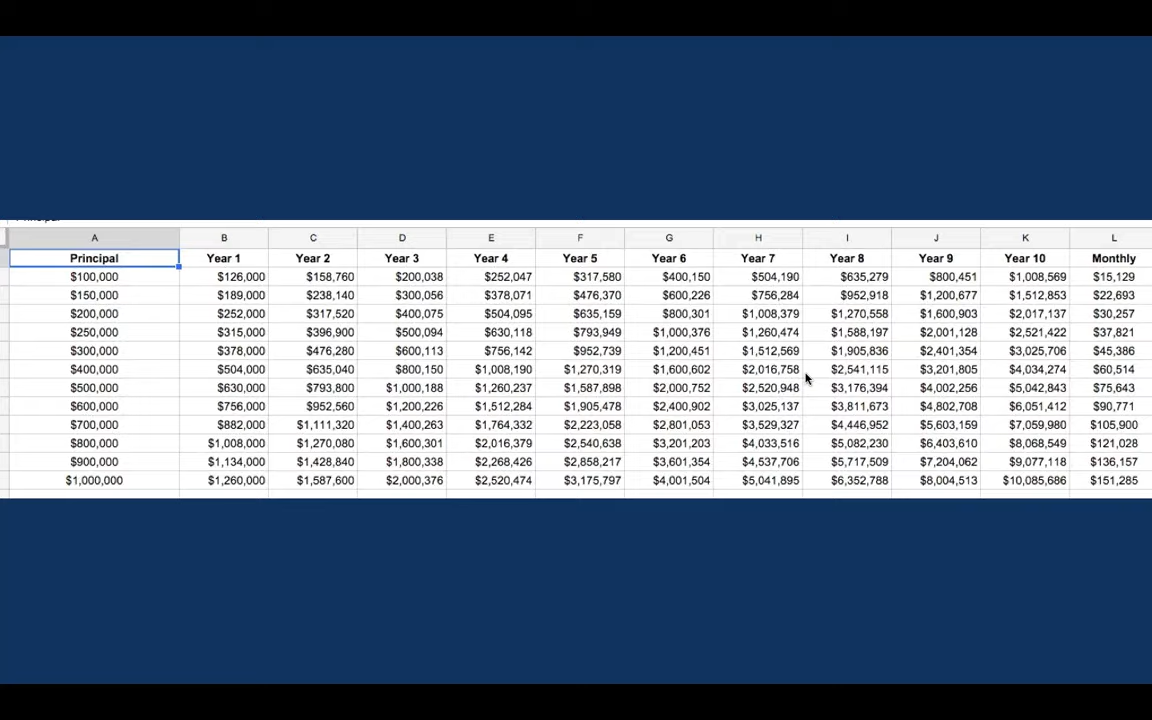 A B C D E F G H I J K L
Principal Year 1 Year 2 Year 3 Year 4 Year 5 Year 6 Year 7 Year 8 Year 9 Year 10 Monthly
$100,000 $126,000 $158,760 $200,038 $252,047 $317,580 $400,150 $504,190 $635,279 $800,451 $1,008,569 $15,129
$150,000 $189,000 $238,140 $300,056 $378,071 $476,370 $600,226 $756,284 $952,918 $1,200,677 $1,512,853 $22,693
$200,000 $252,000 $317,520 $400,075 $504,095 $635,159 $800,301 $1,008,379 $1,270,558 $1,600,903 $2,017,137 $30,257
$250,000 $315,000 $396,900 $500,094 $630,118 $793,949 $1,000,376 $1,260,474 $1,588,197 $2,001,128 $2,521,422 $37,821
$300,000 $378,000 $476,280 $600,113 $756,142 $952,739 $1,200,451 $1,512,569 $1,905,836 $2,401,354 $3,025,706 $45,386
$400,000 $504,000 $635,040 $800,150 $1,008,190 $1,270,319 $1,600,602 $2,016,758 $2,541,115 $3,201,805 $4,034,274 $60,514
$500,000 $630,000 $793,800 $1,000,188 $1,260,237 $1,587,898 $2,000,752 $2,520,948 $3,176,394 $4,002,256 $5,042,843 $75,643
$600,000 $756,000 $952,560 $1,200,226 $1,512,284 $1,905,478 $2,400,902 $3,025,137 $3,811,673 $4,802,708 $6,051,412 $90,771
$700,000 $882,000 $1,111,320 $1,400,263 $1,764,332 $2,223,058 $2,801,053 $3,529,327 $4,446,952 $5,603,159 $7,059,980 $105,900
$800,000 $1,008,000 $1,270,080 $1,600,301 $2,016,379 $2,540,638 $3,201,203 $4,033,516 $5,082,230 $6,403,610 $8,068,549 $121,028
$900,000 $1,134,000 $1,428,840 $1,800,338 $2,268,426 $2,858,217 $3,601,354 $4,537,706 $5,717,509 $7,204,062 $9,077,118 $136,157
$1,000,000 $1,260,000 $1,587,600 $2,000,376 $2,520,474 $3,175,797 $4,001,504 $5,041,895 $6,352,788 $8,004,513 $10,085,686 $151,285